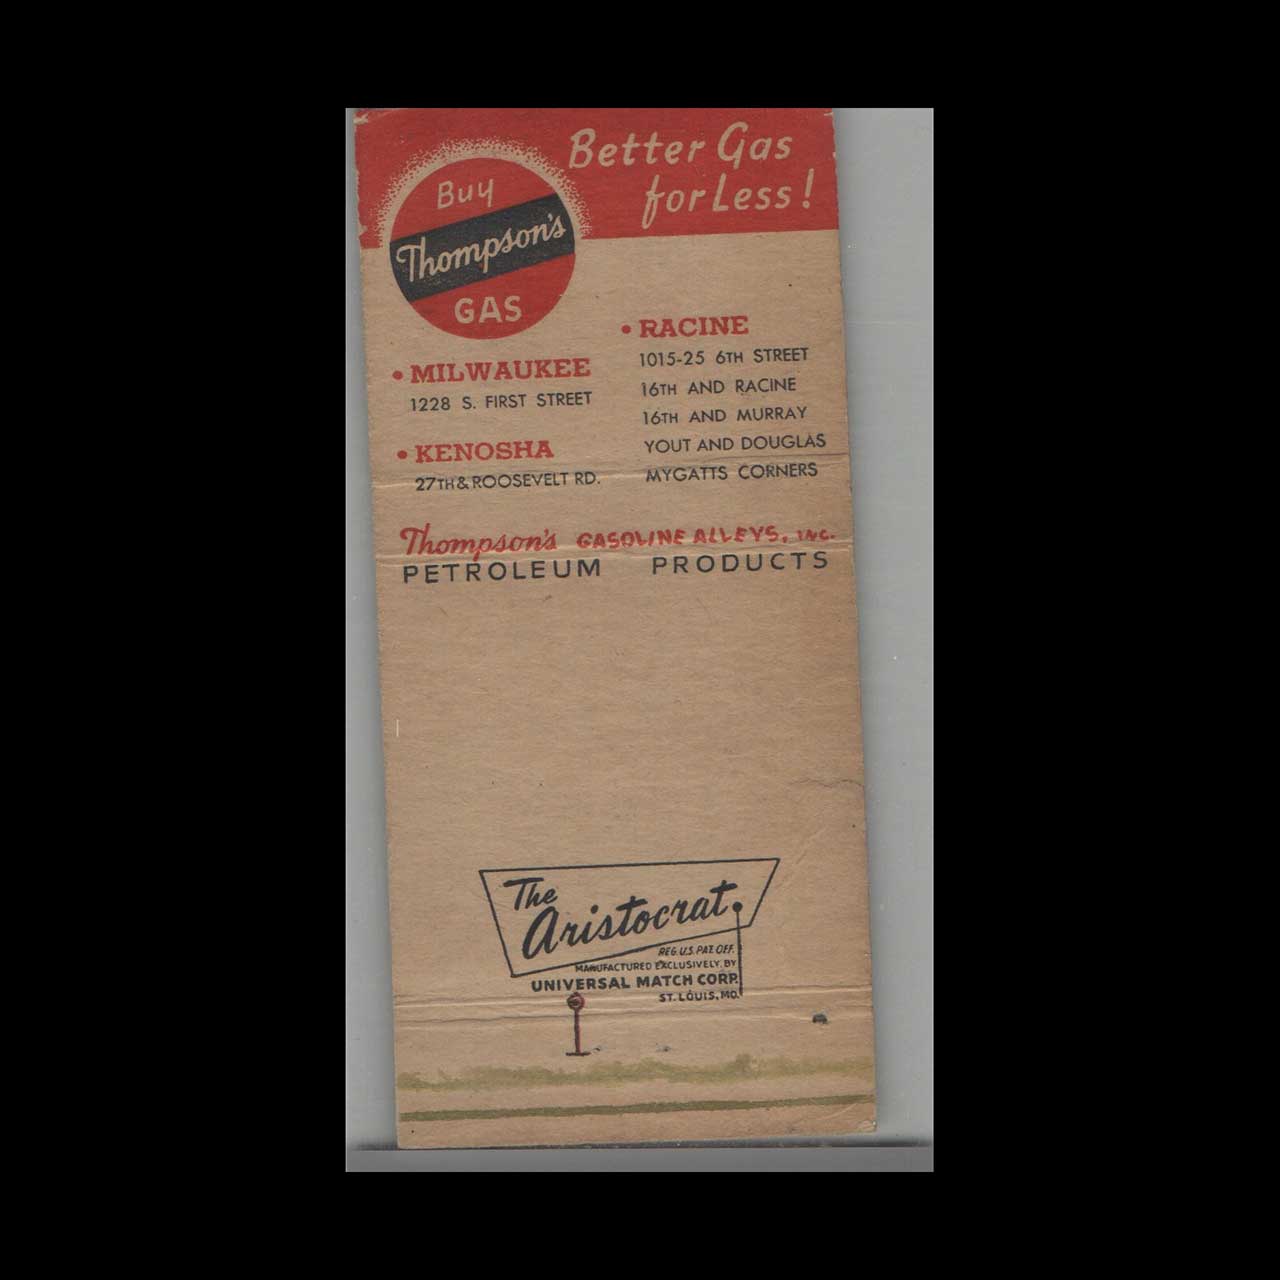 Better Gas
for Less!
Buy
Thompson's
GAS
• MILWAUKEE
1228 S. FIRST STREET
• KENOSHA
27TH & ROOSEVELT RD.
• RACINE
1015-25 6TH STREET
16TH AND RACINE
16TH AND MURRAY
YOUT AND DOUGLAS
MYGATTS CORNERS
Thompson's GASOLINE ALLEYS, INC.
PETROLEUM PRODUCTS
The
Aristocrat
REG. U.S. PAT. OFF.
MANUFACTURED EXCLUSIVELY BY
UNIVERSAL MATCH CORP.
ST. LOUIS, MO.